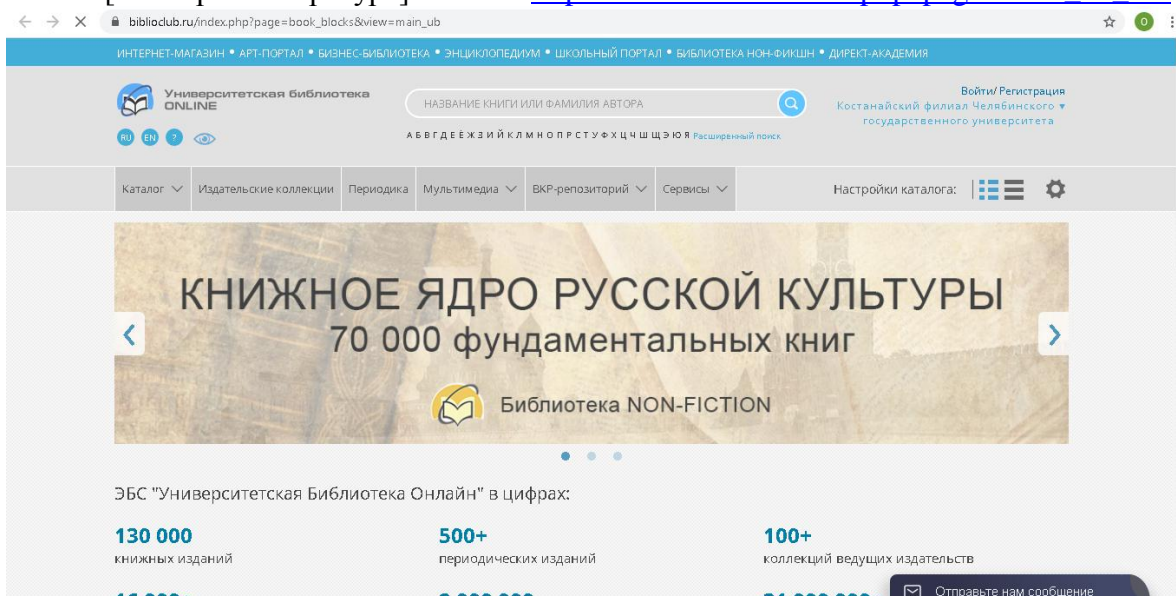 biblioclub.ru/index.php?page=book_blocks&view=main_ub
О
ИНТЕРНЕТ-МАГАЗИН • АРТ-ПОРТАЛ • БИЗНЕС-БИБЛИОТЕКА • ЭНЦИКЛОПЕДИУМ • ШКОЛЬНЫЙ ПОРТАЛ • БИБЛИОТЕКА НОН-ФИКШН • ДИРЕКТ-АКАДЕМИЯ
Университетская библиотека
ONLINE
RU EN ?
НАЗВАНИЕ КНИГИ ИЛИ ФАМИЛИЯ АВТОРА
А Б В Г Д Е Ё Ж З И Й К Л М Н О П Р С Т У Ф Х Ц Ч Ш Щ Э Ю Я Расширенный поиск
Войти/ Регистрация
Костанайский филиал Челябинского
государственного университета
Каталог Издательские коллекции Периодика Мультимедиа ВКР-репозиторий Сервисы Настройки каталога:
КНИЖНОЕ ЯДРО РУССКОЙ КУЛЬТУРЫ
70 000 фундаментальных книг
Библиотека NON-FICTION
ЭБС "Университетская Библиотека Онлайн" в цифрах:
130 000 500+ 100+
книжных изданий периодических изданий коллекций ведущих издательств
Отправьте нам сообщение